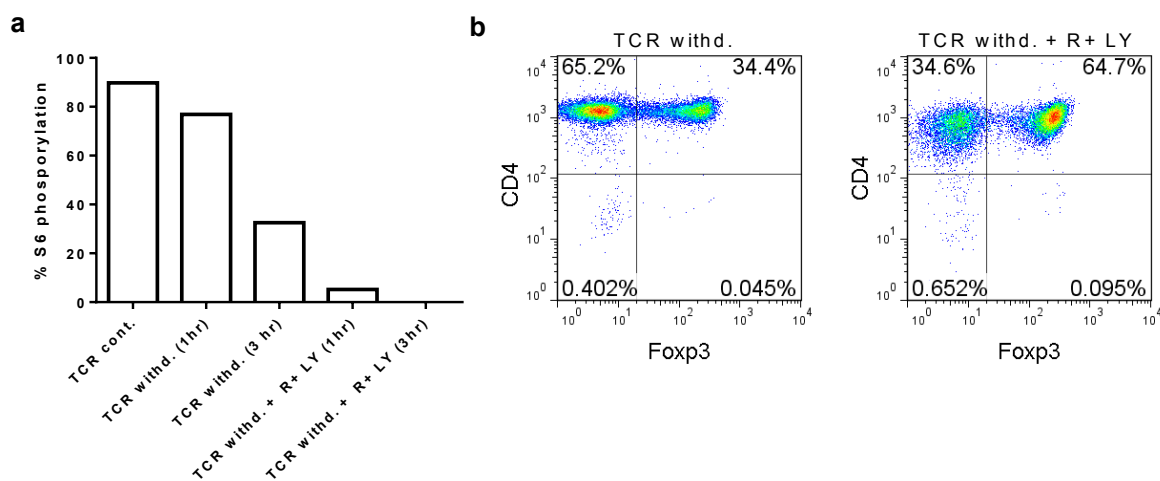 a
% S6 phosporylation
100
80
60
40
20
0
TCR cont.
TCR withd. (1hr)
TCR withd. (3 hr)
TCR withd. + R+ LY (1hr)
TCR withd. + R+ LY (3hr)
b
TCR withd.
65.2%
34.4%
0.402%
0.045%
CD4
10^4
10^3
10^2
10^1
10^0
10^0
10^1
10^2
10^3
10^4
Foxp3
TCR withd. + R+ LY
34.6%
64.7%
0.652%
0.095%
CD4
10^4
10^3
10^2
10^1
10^0
10^0
10^1
10^2
10^3
10^4
Foxp3